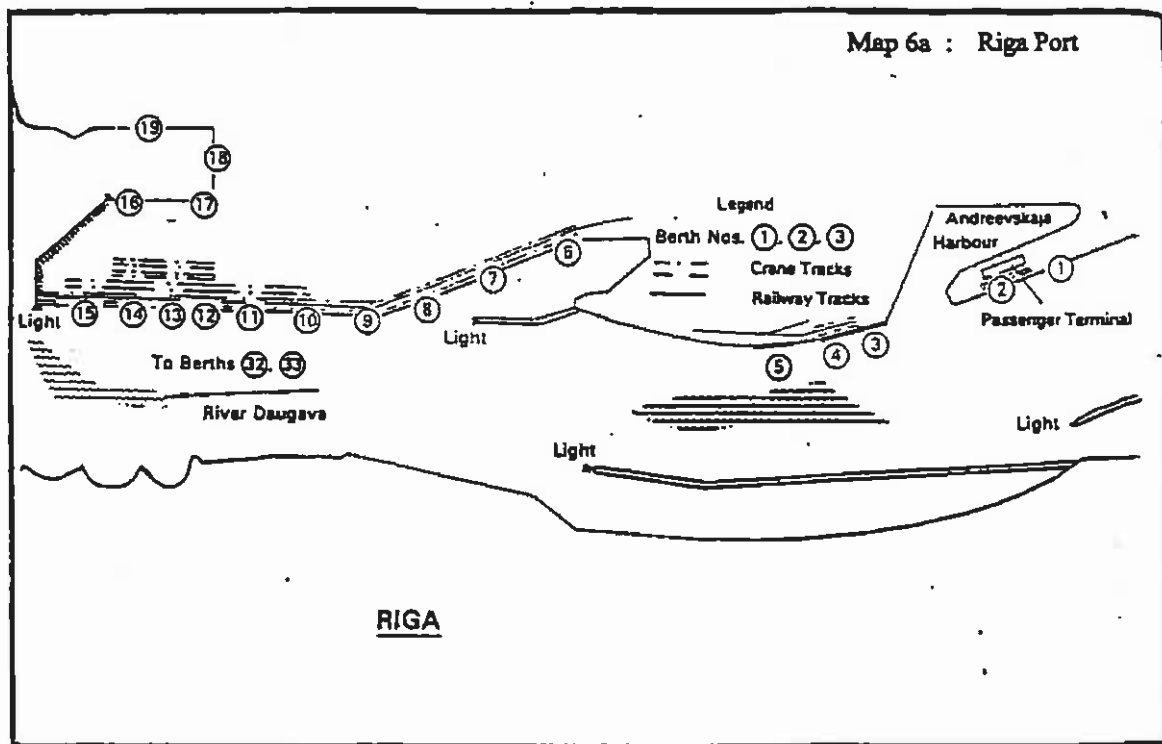 Map 6a : Riga Port
19
18
16 17
Legend
Berth Nos. 1, 2, 3
Crane Tracks
Railway Tracks
Andreevskaja
Harbour
1
2
Passenger Terminal
6
7
8
9
10
11
12
13
14
15
Light
Light
3
4
5
To Berths 32, 33
River Daugava
Light
Light
RIGA